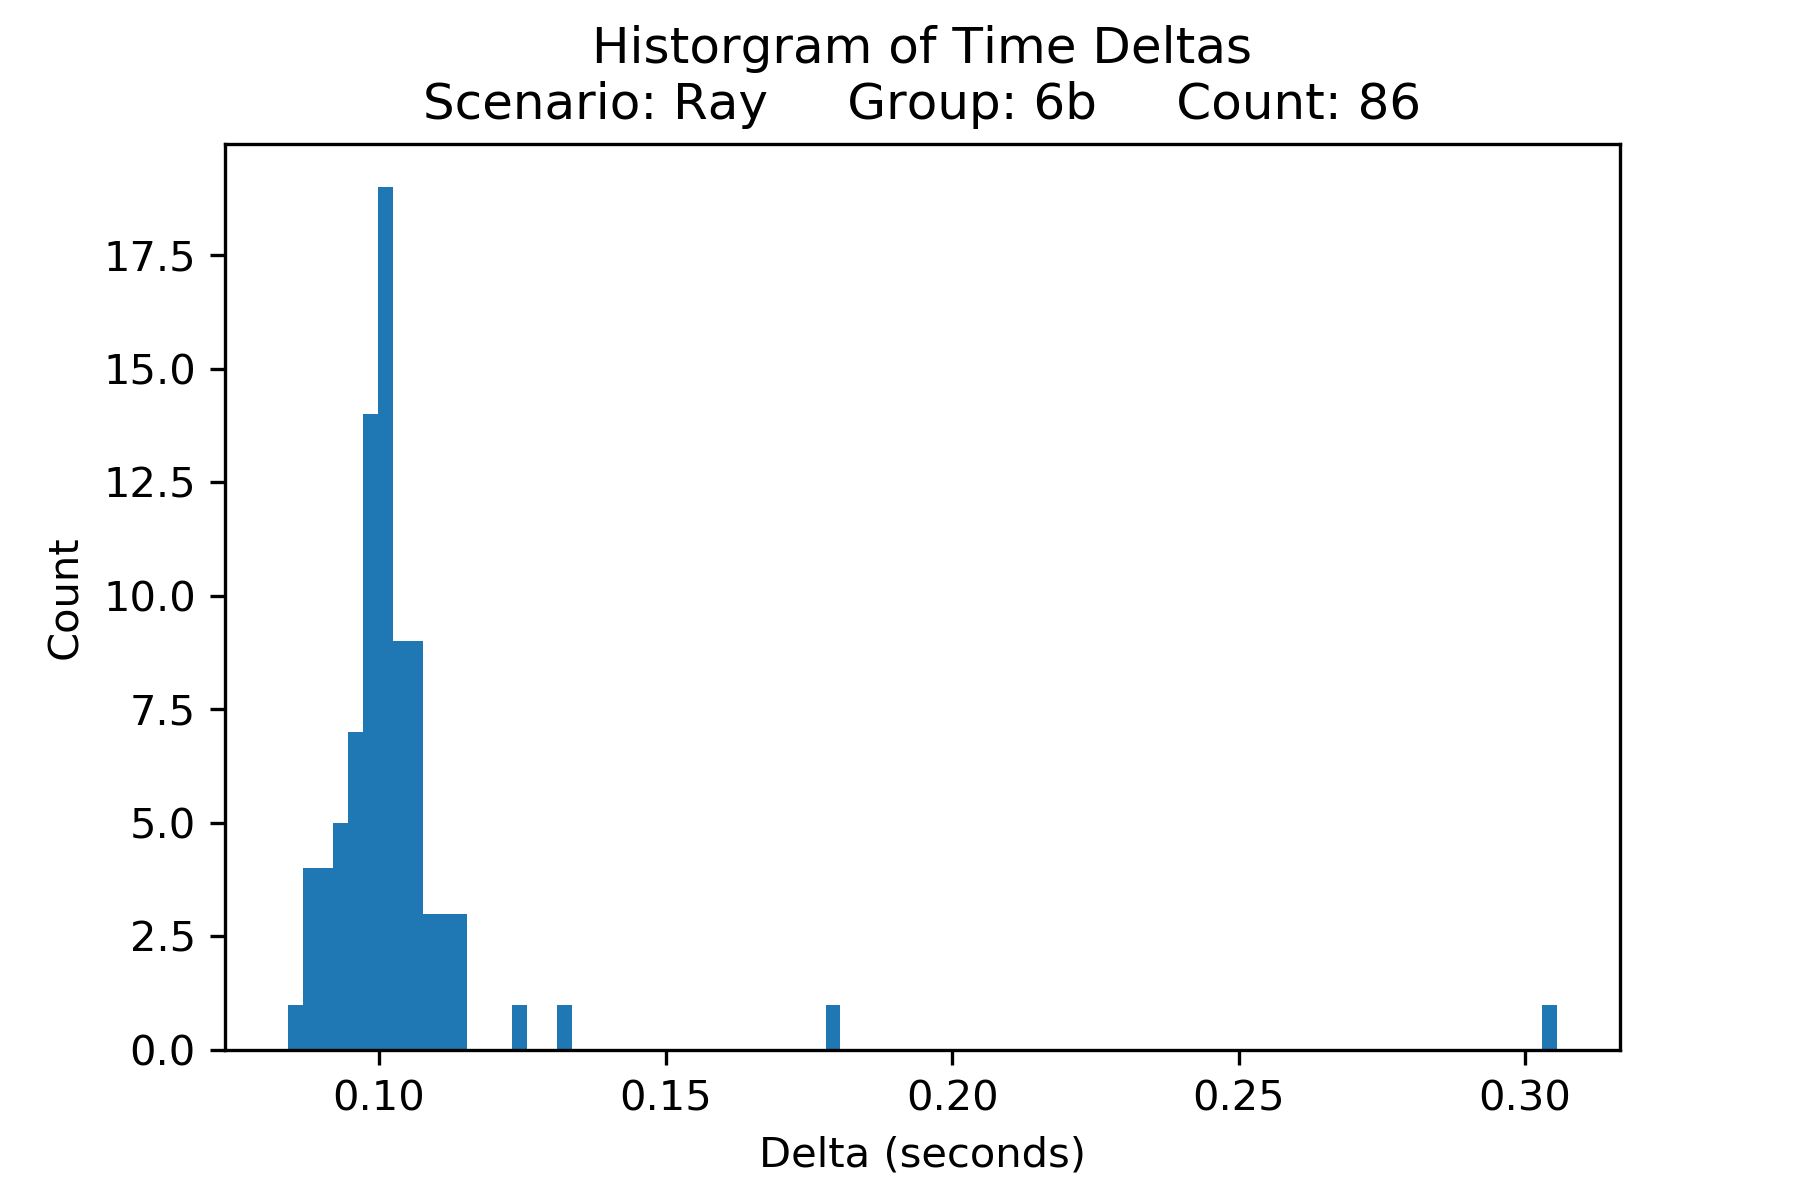 Historgram of Time Deltas
Scenario: Ray Group: 6b Count: 86
17.5
15.0
12.5
10.0
7.5
5.0
2.5
0.0
Count
0.10 0.15 0.20 0.25 0.30
Delta (seconds)